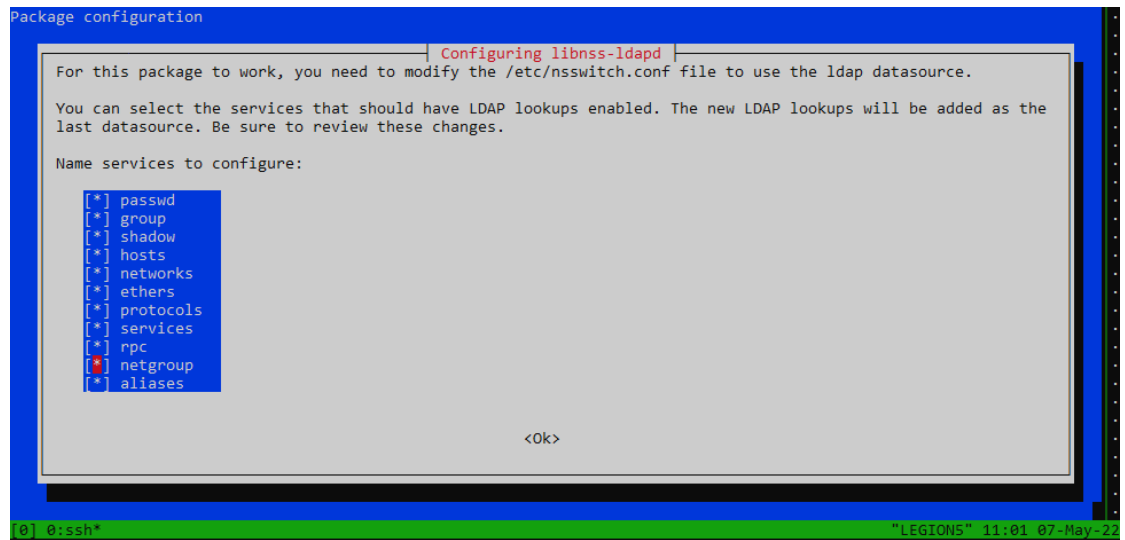 Package configuration
Configuring libnss-ldapd
For this package to work, you need to modify the /etc/nsswitch.conf file to use the ldap datasource.
You can select the services that should have LDAP lookups enabled. The new LDAP lookups will be added as the
last datasource. Be sure to review these changes.
Name services to configure:
[*] passwd
[*] group
[*] shadow
[*] hosts
[*] networks
[*] ethers
[*] protocols
[*] services
[*] rpc
[*] netgroup
[*] aliases
<Ok>
[0] 0:ssh* "LEGION5" 11:01 07-May-22